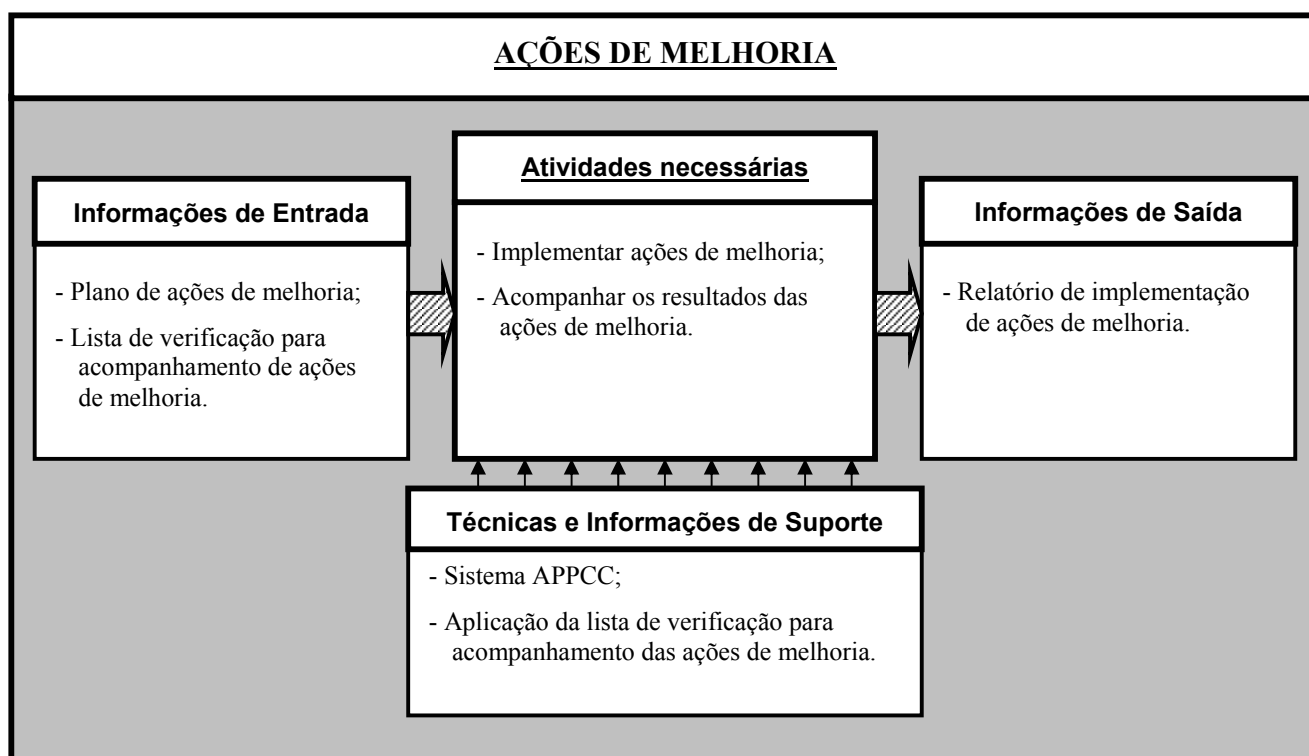 AÇÕES DE MELHORIA
Informações de Entrada
- Plano de ações de melhoria;
- Lista de verificação para
acompanhamento de ações
de melhoria.
Atividades necessárias
- Implementar ações de melhoria;
- Acompanhar os resultados das
ações de melhoria.
Informações de Saída
- Relatório de implementação
de ações de melhoria.
Técnicas e Informações de Suporte
- Sistema APPCC;
- Aplicação da lista de verificação para
acompanhamento das ações de melhoria.